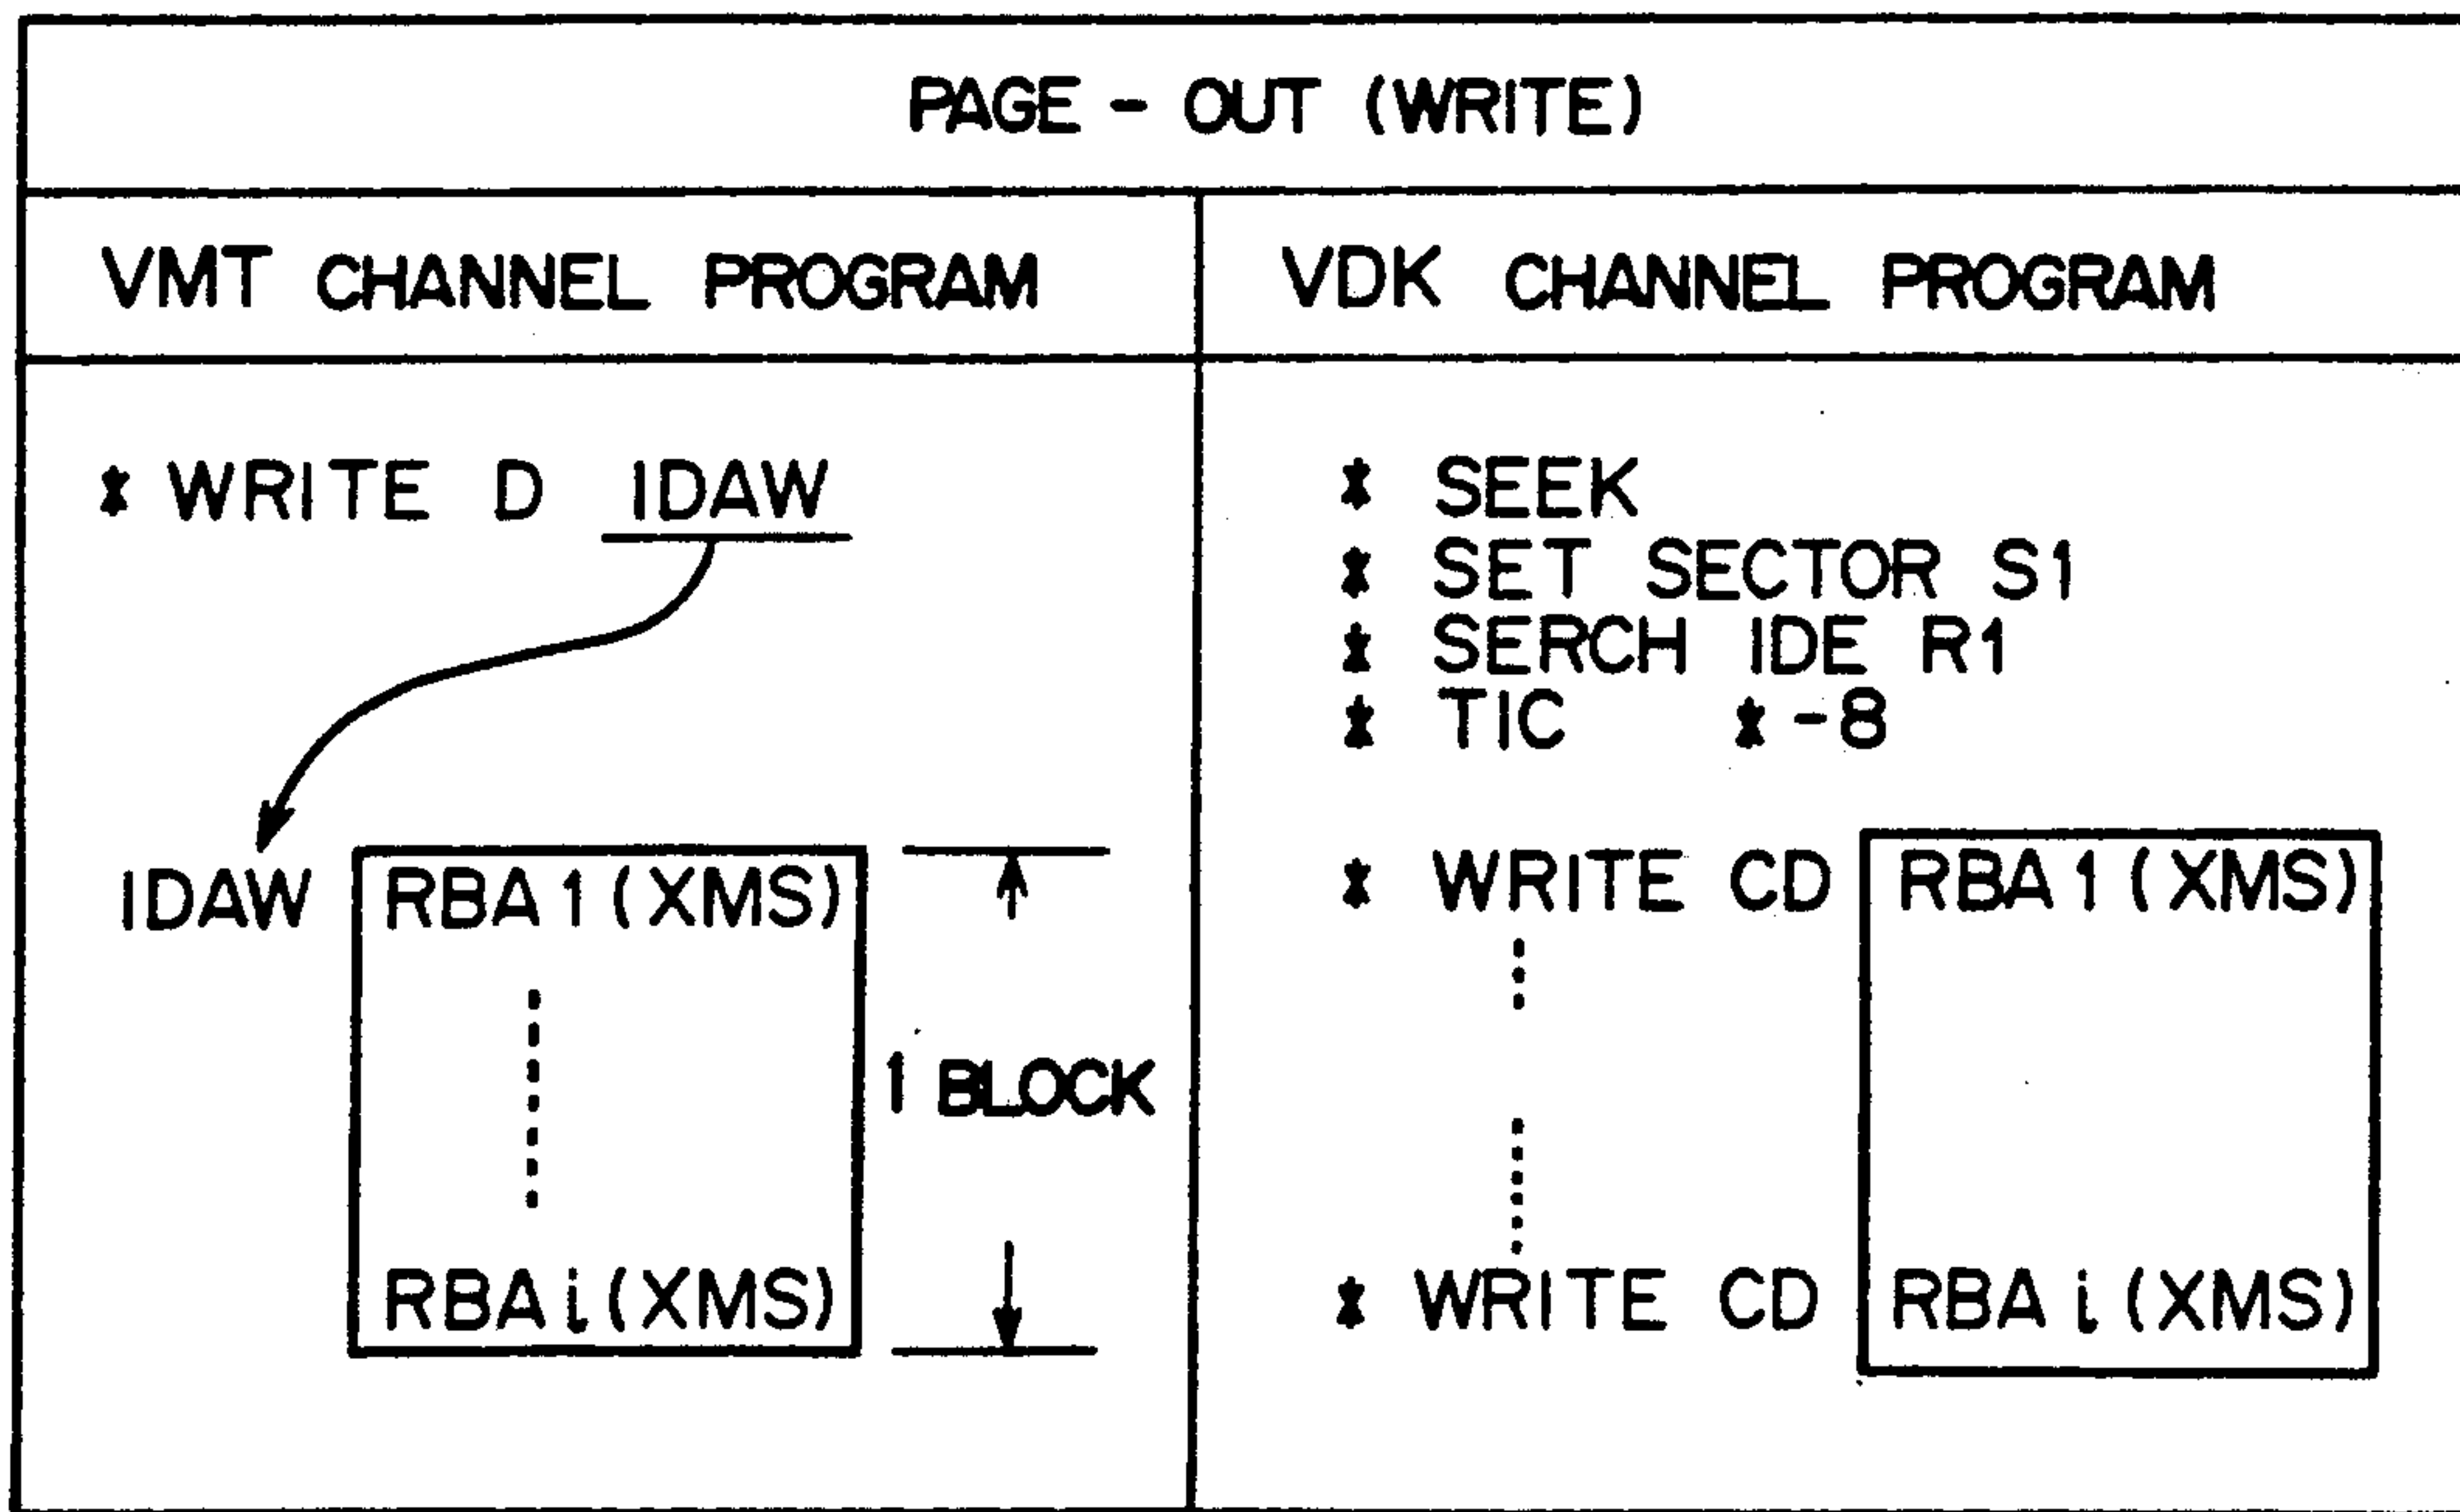 PAGE - OUT (WRITE)
VMT CHANNEL PROGRAM
VDK CHANNEL PROGRAM
* WRITE D IDAW
IDAW RBA 1 (XMS)
1 BLOCK
RBA i (XMS)
* SEEK
* SET SECTOR S1
* SERCH IDE R1
* TIC * -8
* WRITE CD RBA 1 (XMS)
* WRITE CD RBA i (XMS)